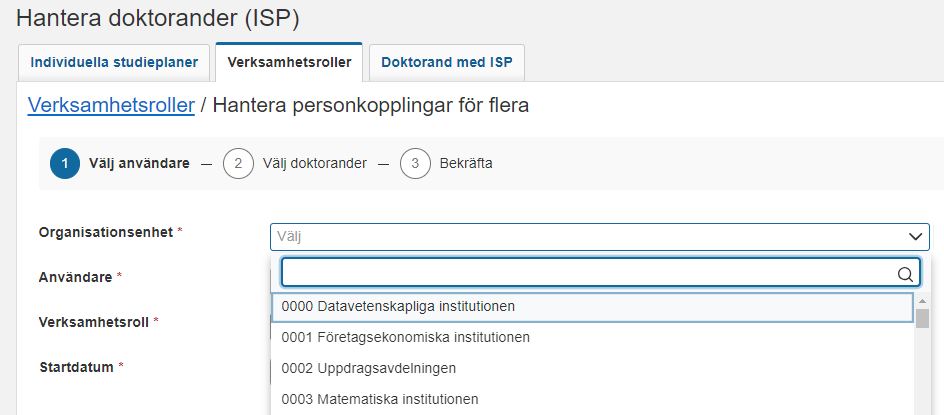 Hantera doktorander (ISP)
Individuella studieplaner Verksamhetsroller Doktorand med ISP
Verksamhetsroller / Hantera personkopplingar för flera
1 Välj användare — 2 Välj doktorander — 3 Bekräfta
Organisationsenhet * Välj
Användare *
0000 Datavetenskapliga institutionen
Verksamhetsroll *
0001 Företagsekonomiska institutionen
Startdatum *
0002 Uppdragsavdelningen
0003 Matematiska institutionen